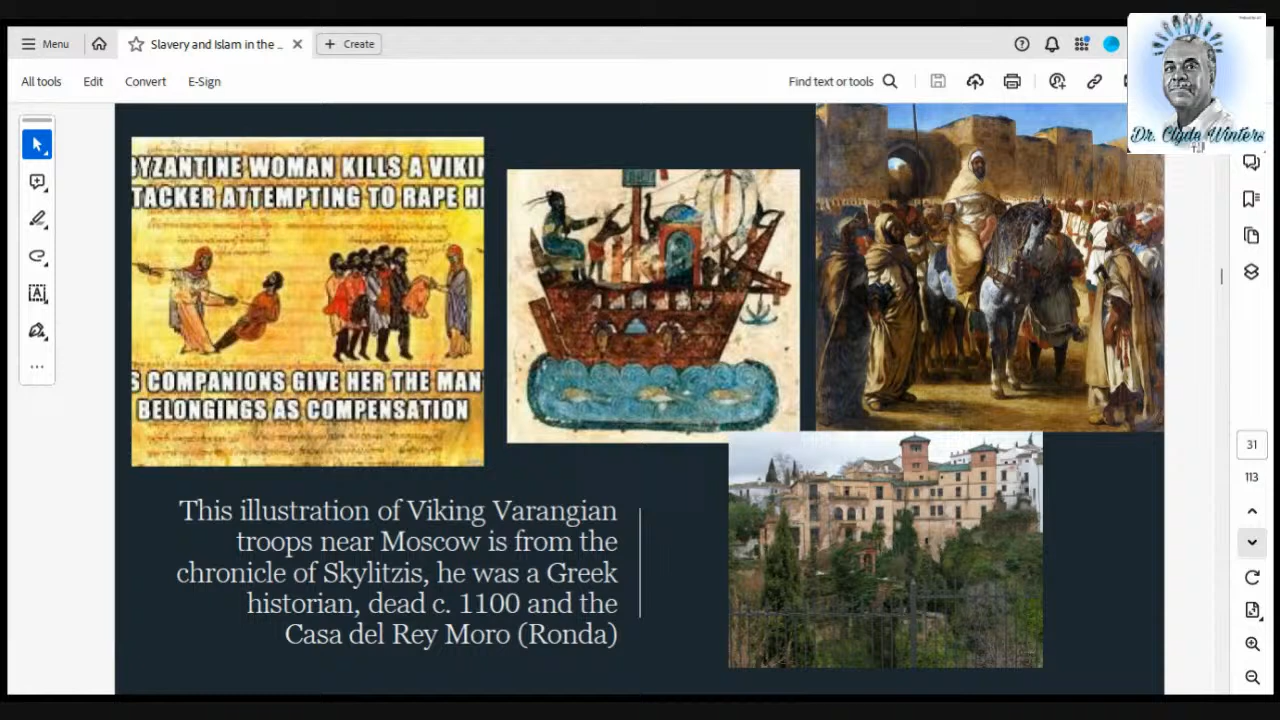 Menu
Slavery and Islam in the ...
Create
All tools
Edit
Convert
E-Sign
Find text or tools
Dr. Clyde Winters
BYZANTINE WOMAN KILLS A VIKI
TACKER ATTEMPTING TO RAPE HE
S COMPANIONS GIVE HER THE MAN
BELONGINGS AS COMPENSATION
This illustration of Viking Varangian
troops near Moscow is from the
chronicle of Skylitzis, he was a Greek
historian, dead c. 1100 and the
Casa del Rey Moro (Ronda)
31
113